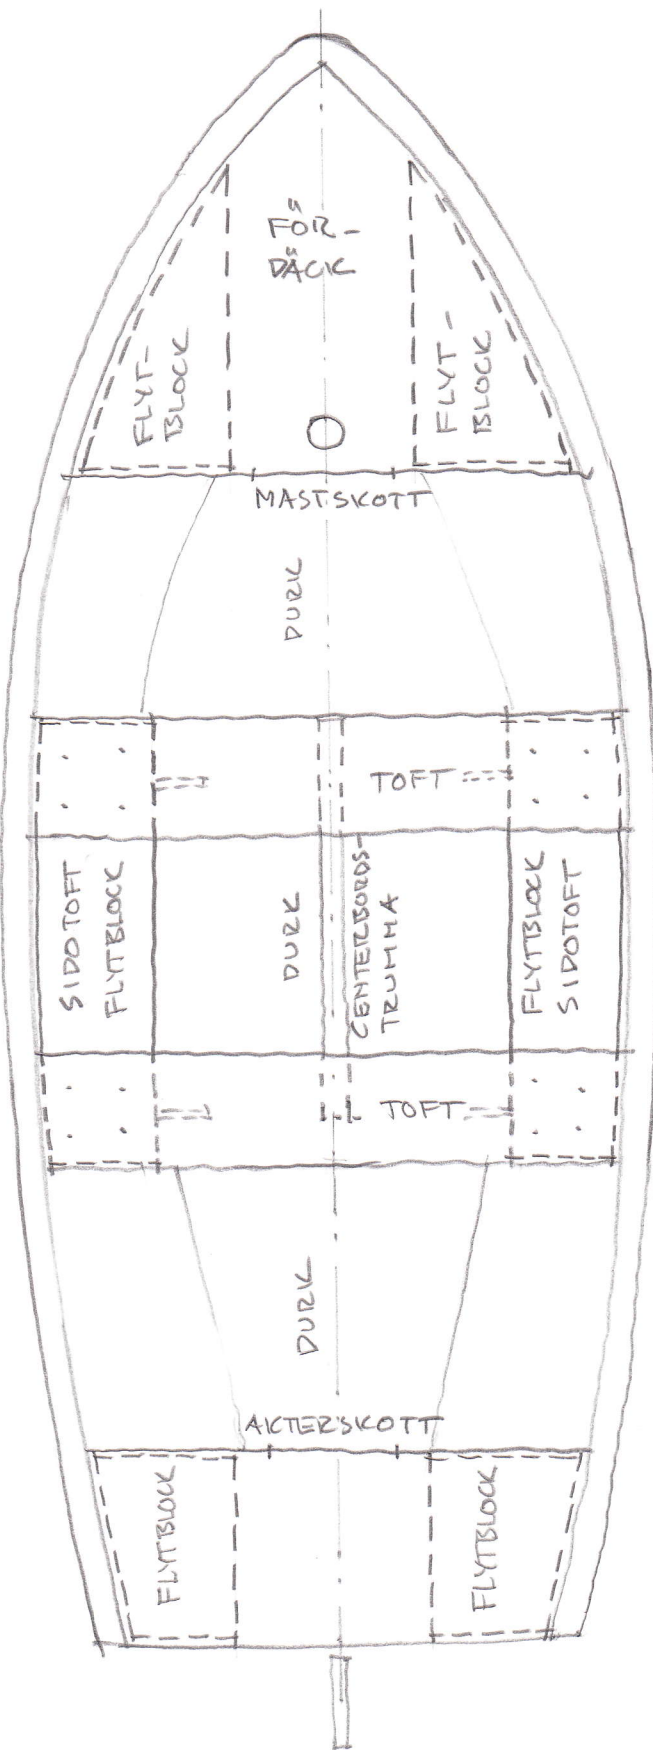 FÖR-
DÄCK
FLYT-
BLOCK
FLYT-
BLOCK
MASTSKOTT
DURK
TOFT
SIDOTOFT
FLYTBLOCK
DURK
CENTERBORDS-
TRUMMA
FLYTBLOCK
SIDOTOFT
TOFT
DURK
AKTERSKOTT
FLYTBLOCK
FLYTBLOCK